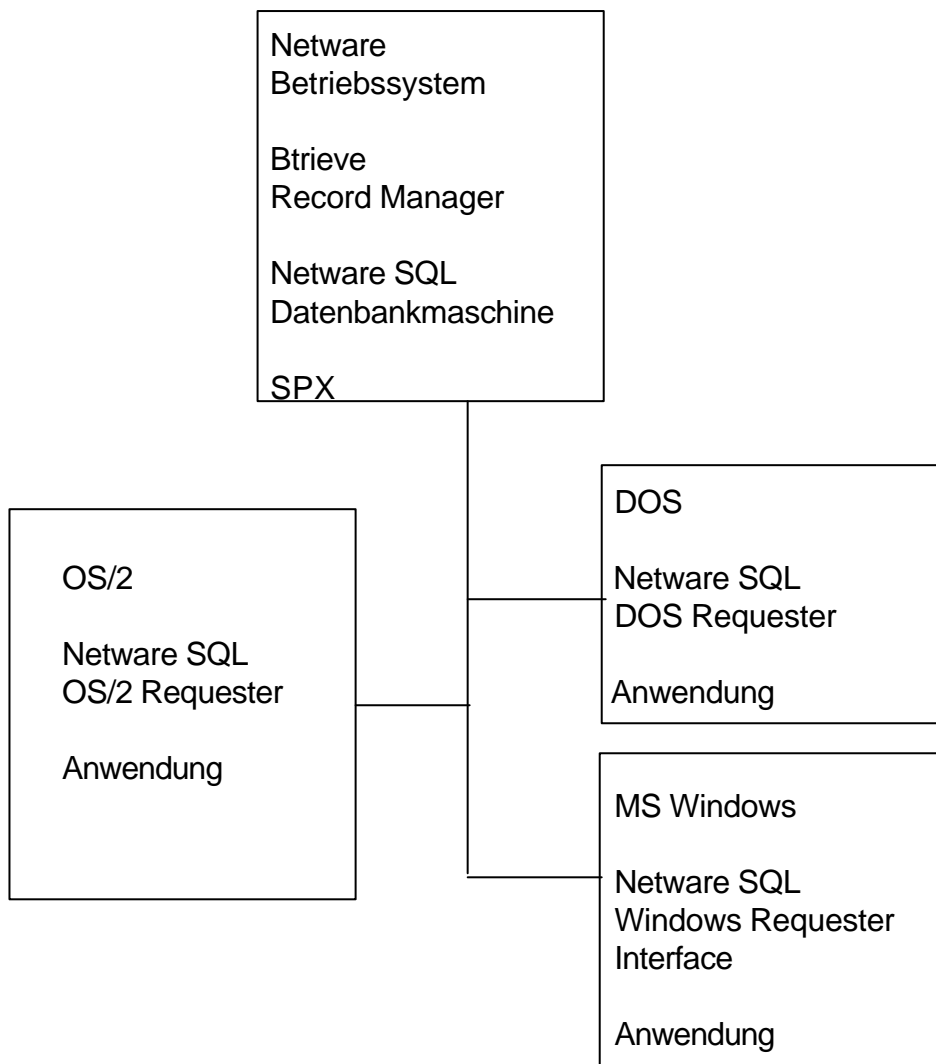 Netware
Betriebssystem
Btrieve
Record Manager
Netware SQL
Datenbankmaschine
SPX
OS/2
Netware SQL
OS/2 Requester
Anwendung
DOS
Netware SQL
DOS Requester
Anwendung
MS Windows
Netware SQL
Windows Requester
Interface
Anwendung